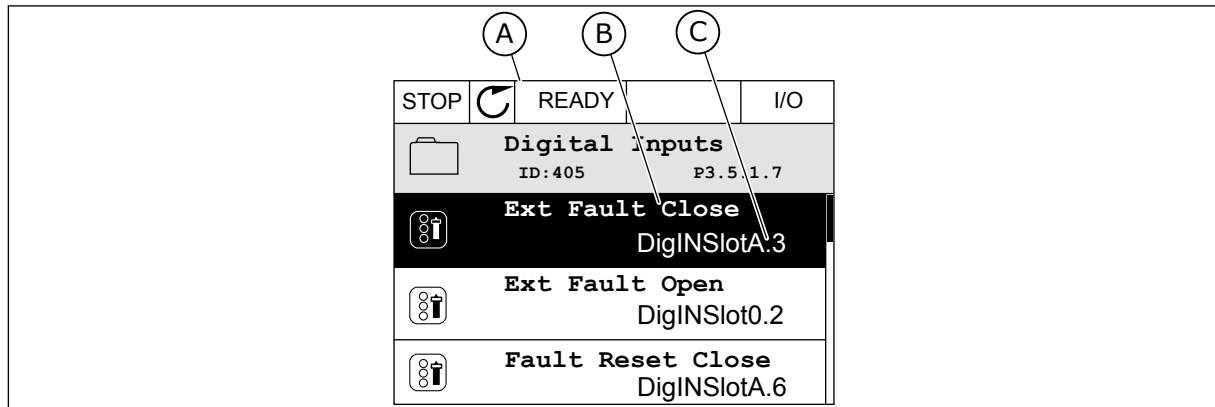 A B C
STOP READY I/O
Digital Inputs
ID:405 P3.5.1.7
Ext Fault Close
DigINSlotA.3
Ext Fault Open
DigINSlot0.2
Fault Reset Close
DigINSlotA.6